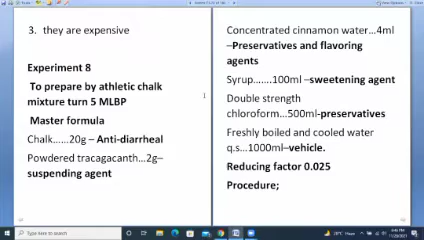 3. they are expensive
Experiment 8
To prepare by athletic chalk
mixture turn 5 MLBP
Master formula
Chalk......20g – Anti-diarrheal
Powdered tracagacanth...2g–
suspending agent
Concentrated cinnamon water...4ml
–Preservatives and flavoring
agents
Syrup.......100ml –sweetening agent
Double strength
chloroform...500ml-preservatives
Freshly boiled and cooled water
q.s...1000ml–vehicle.
Reducing factor 0.025
Procedure;
Type here to search